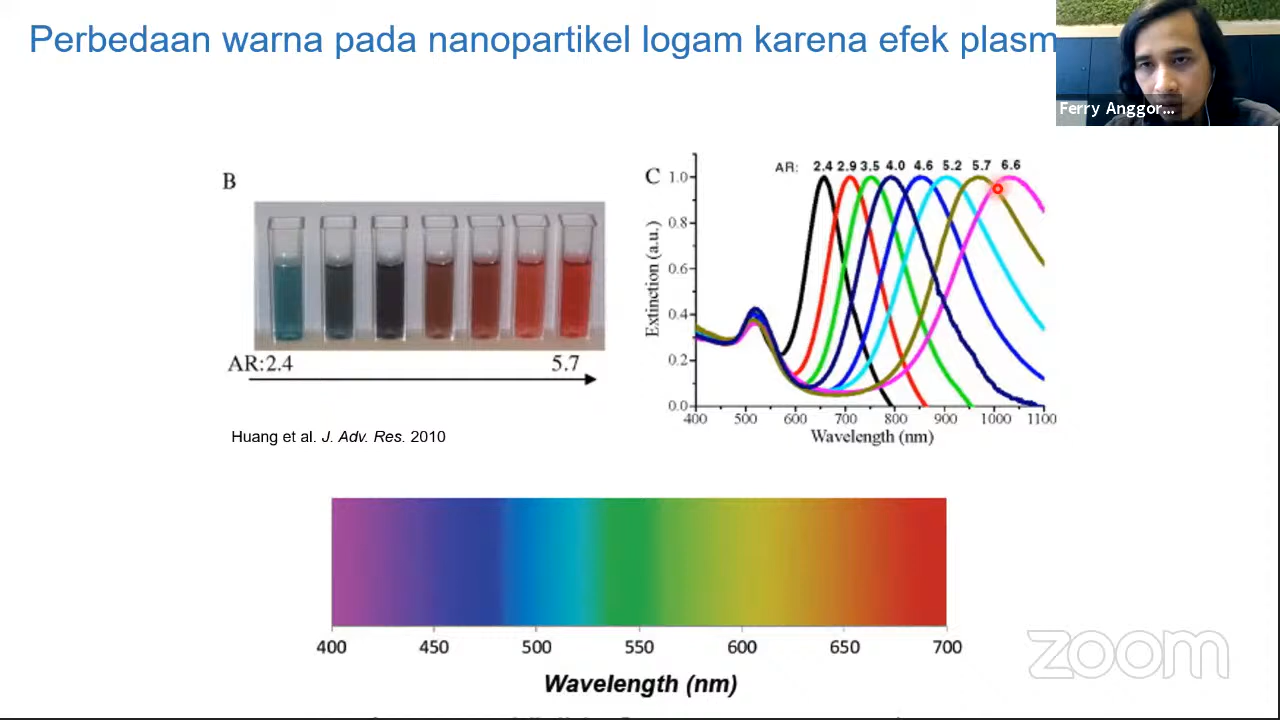 Perbedaan warna pada nanopartikel logam karena efek plasm
Ferry Anggor...
B
AR:2.4
5.7
Huang et al. J. Adv. Res. 2010
C
AR: 2.4 2.9 3.5 4.0 4.6 5.2 5.7 6.6
Extinction (a.u.)
1.0
0.8
0.6
0.4
0.2
0.0
400 500 600 700 800 900 1000 1100
Wavelength (nm)
400 450 500 550 600 650 700
Wavelength (nm)
zoom